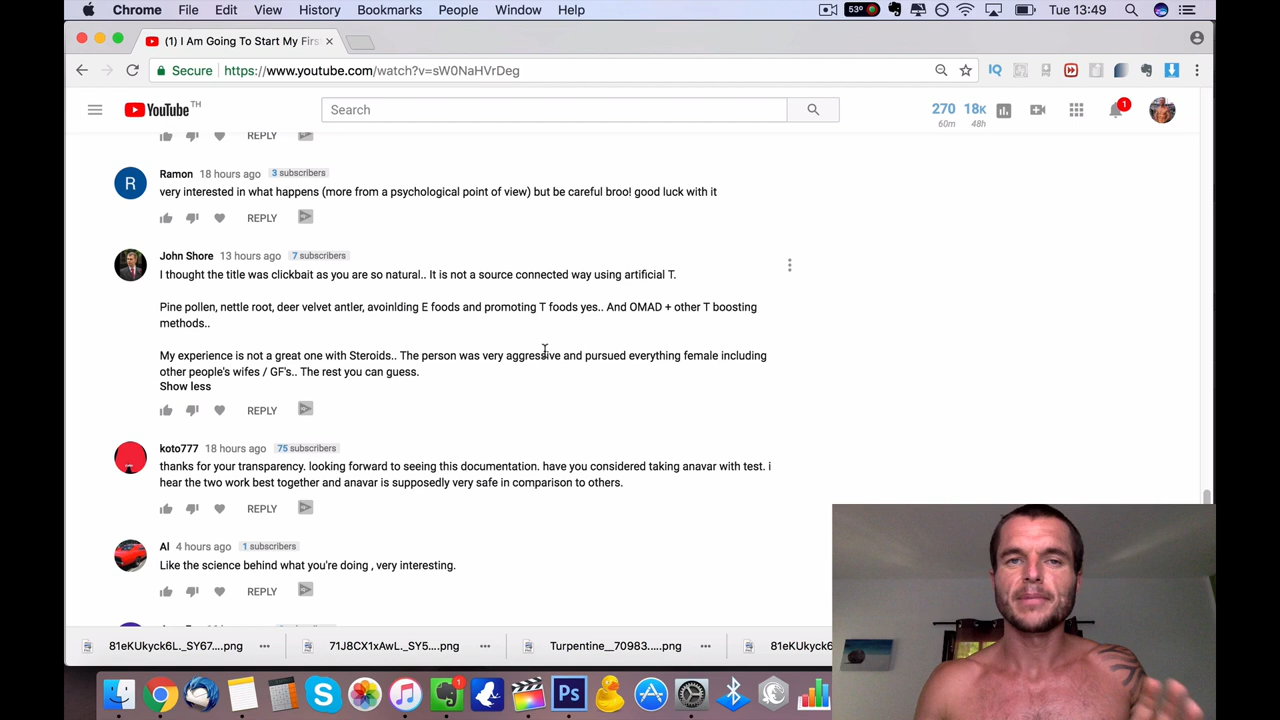 Chrome File Edit View History Bookmarks People Window Help 53° Tue 13:49
(1) I Am Going To Start My Firs
Secure https://www.youtube.com/watch?v=sW0NaHVrDeg IQ
YouTube TH Search 270 60m 18K 48h 1
REPLY
R Ramon 18 hours ago 3 subscribers
very interested in what happens (more from a psychological point of view) but be careful broo! good luck with it
REPLY
John Shore 13 hours ago 7 subscribers
I thought the title was clickbait as you are so natural.. It is not a source connected way using artificial T.
Pine pollen, nettle root, deer velvet antler, avoinlding E foods and promoting T foods yes.. And OMAD + other T boosting
methods..
My experience is not a great one with Steroids.. The person was very aggressive and pursued everything female including
other people's wifes / GF's.. The rest you can guess.
Show less
REPLY
koto777 18 hours ago 75 subscribers
thanks for your transparency. looking forward to seeing this documentation. have you considered taking anavar with test. i
hear the two work best together and anavar is supposedly very safe in comparison to others.
REPLY
Al 4 hours ago 1 subscribers
Like the science behind what you're doing , very interesting.
REPLY
81eKUkyck6L._SY67....png 71J8CX1xAwL._SY5....png Turpentine__70983.....png 81eKUkyck6
1 Ps